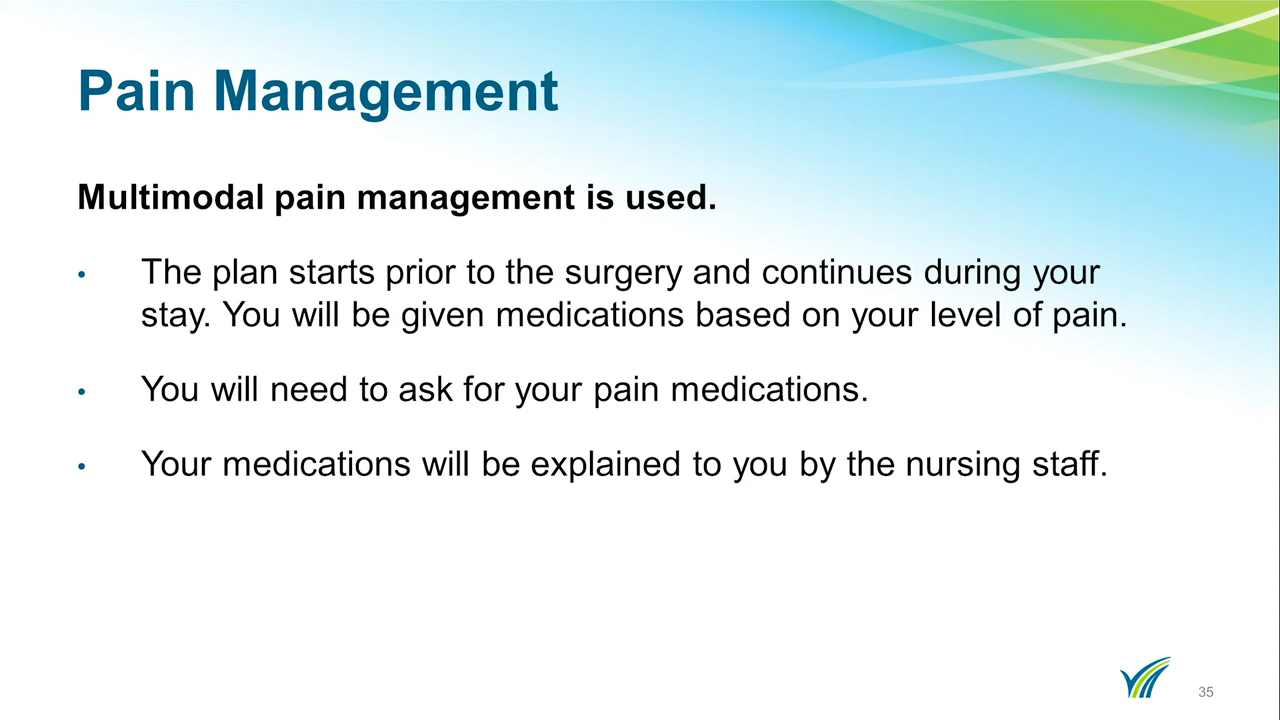 Pain Management
Multimodal pain management is used.
• The plan starts prior to the surgery and continues during your
stay. You will be given medications based on your level of pain.
• You will need to ask for your pain medications.
• Your medications will be explained to you by the nursing staff.
35